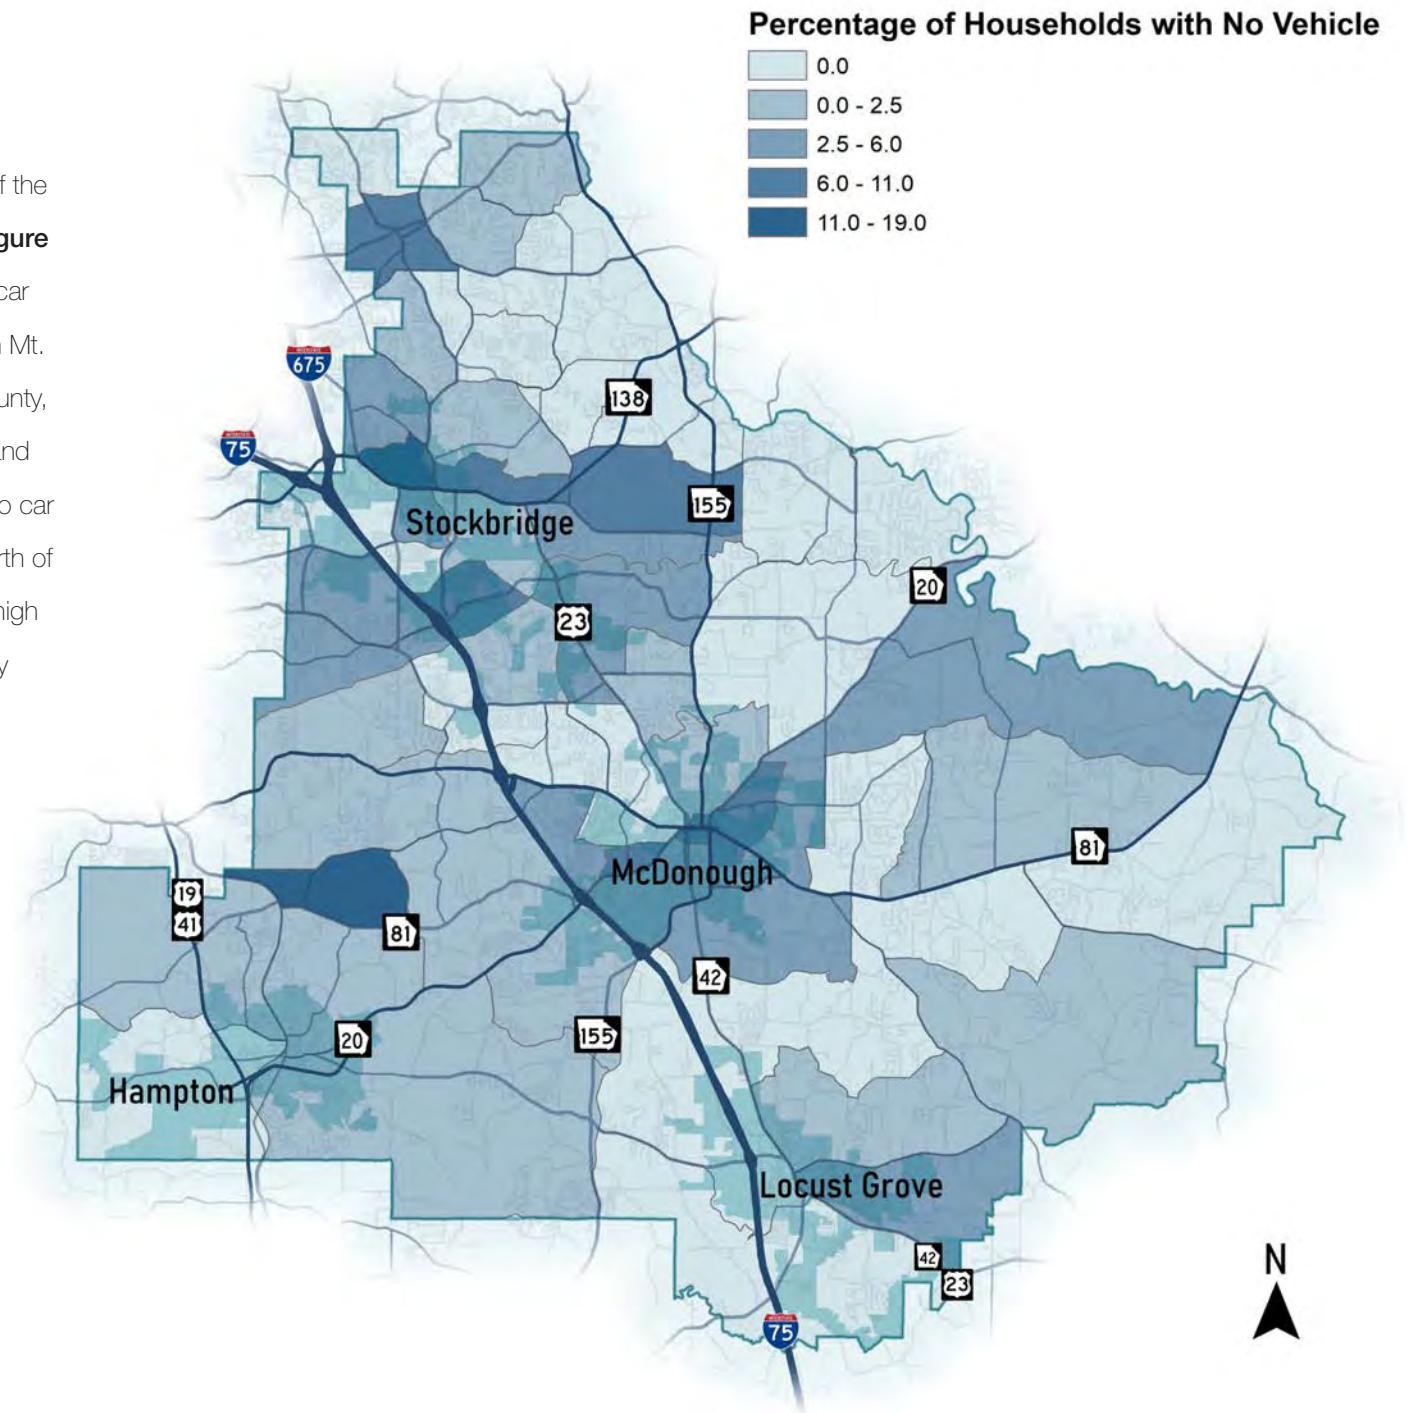 Percentage of Households with No Vehicle
0.0
0.0 - 2.5
2.5 - 6.0
6.0 - 11.0
11.0 - 19.0
f the
gure
car
Mt.
unty,
nd
o car
rth of
high
y
675
75
138
155
Stockbridge
20
23
McDonough
81
19
41
81
42
20
155
Hampton
Locust Grove
42
23
75
N